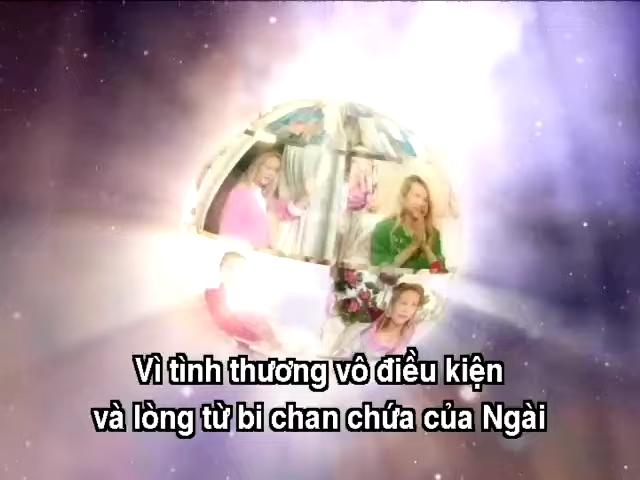 Vì tình thương vô điều kiện
và lòng từ bi chan chứa của Ngài